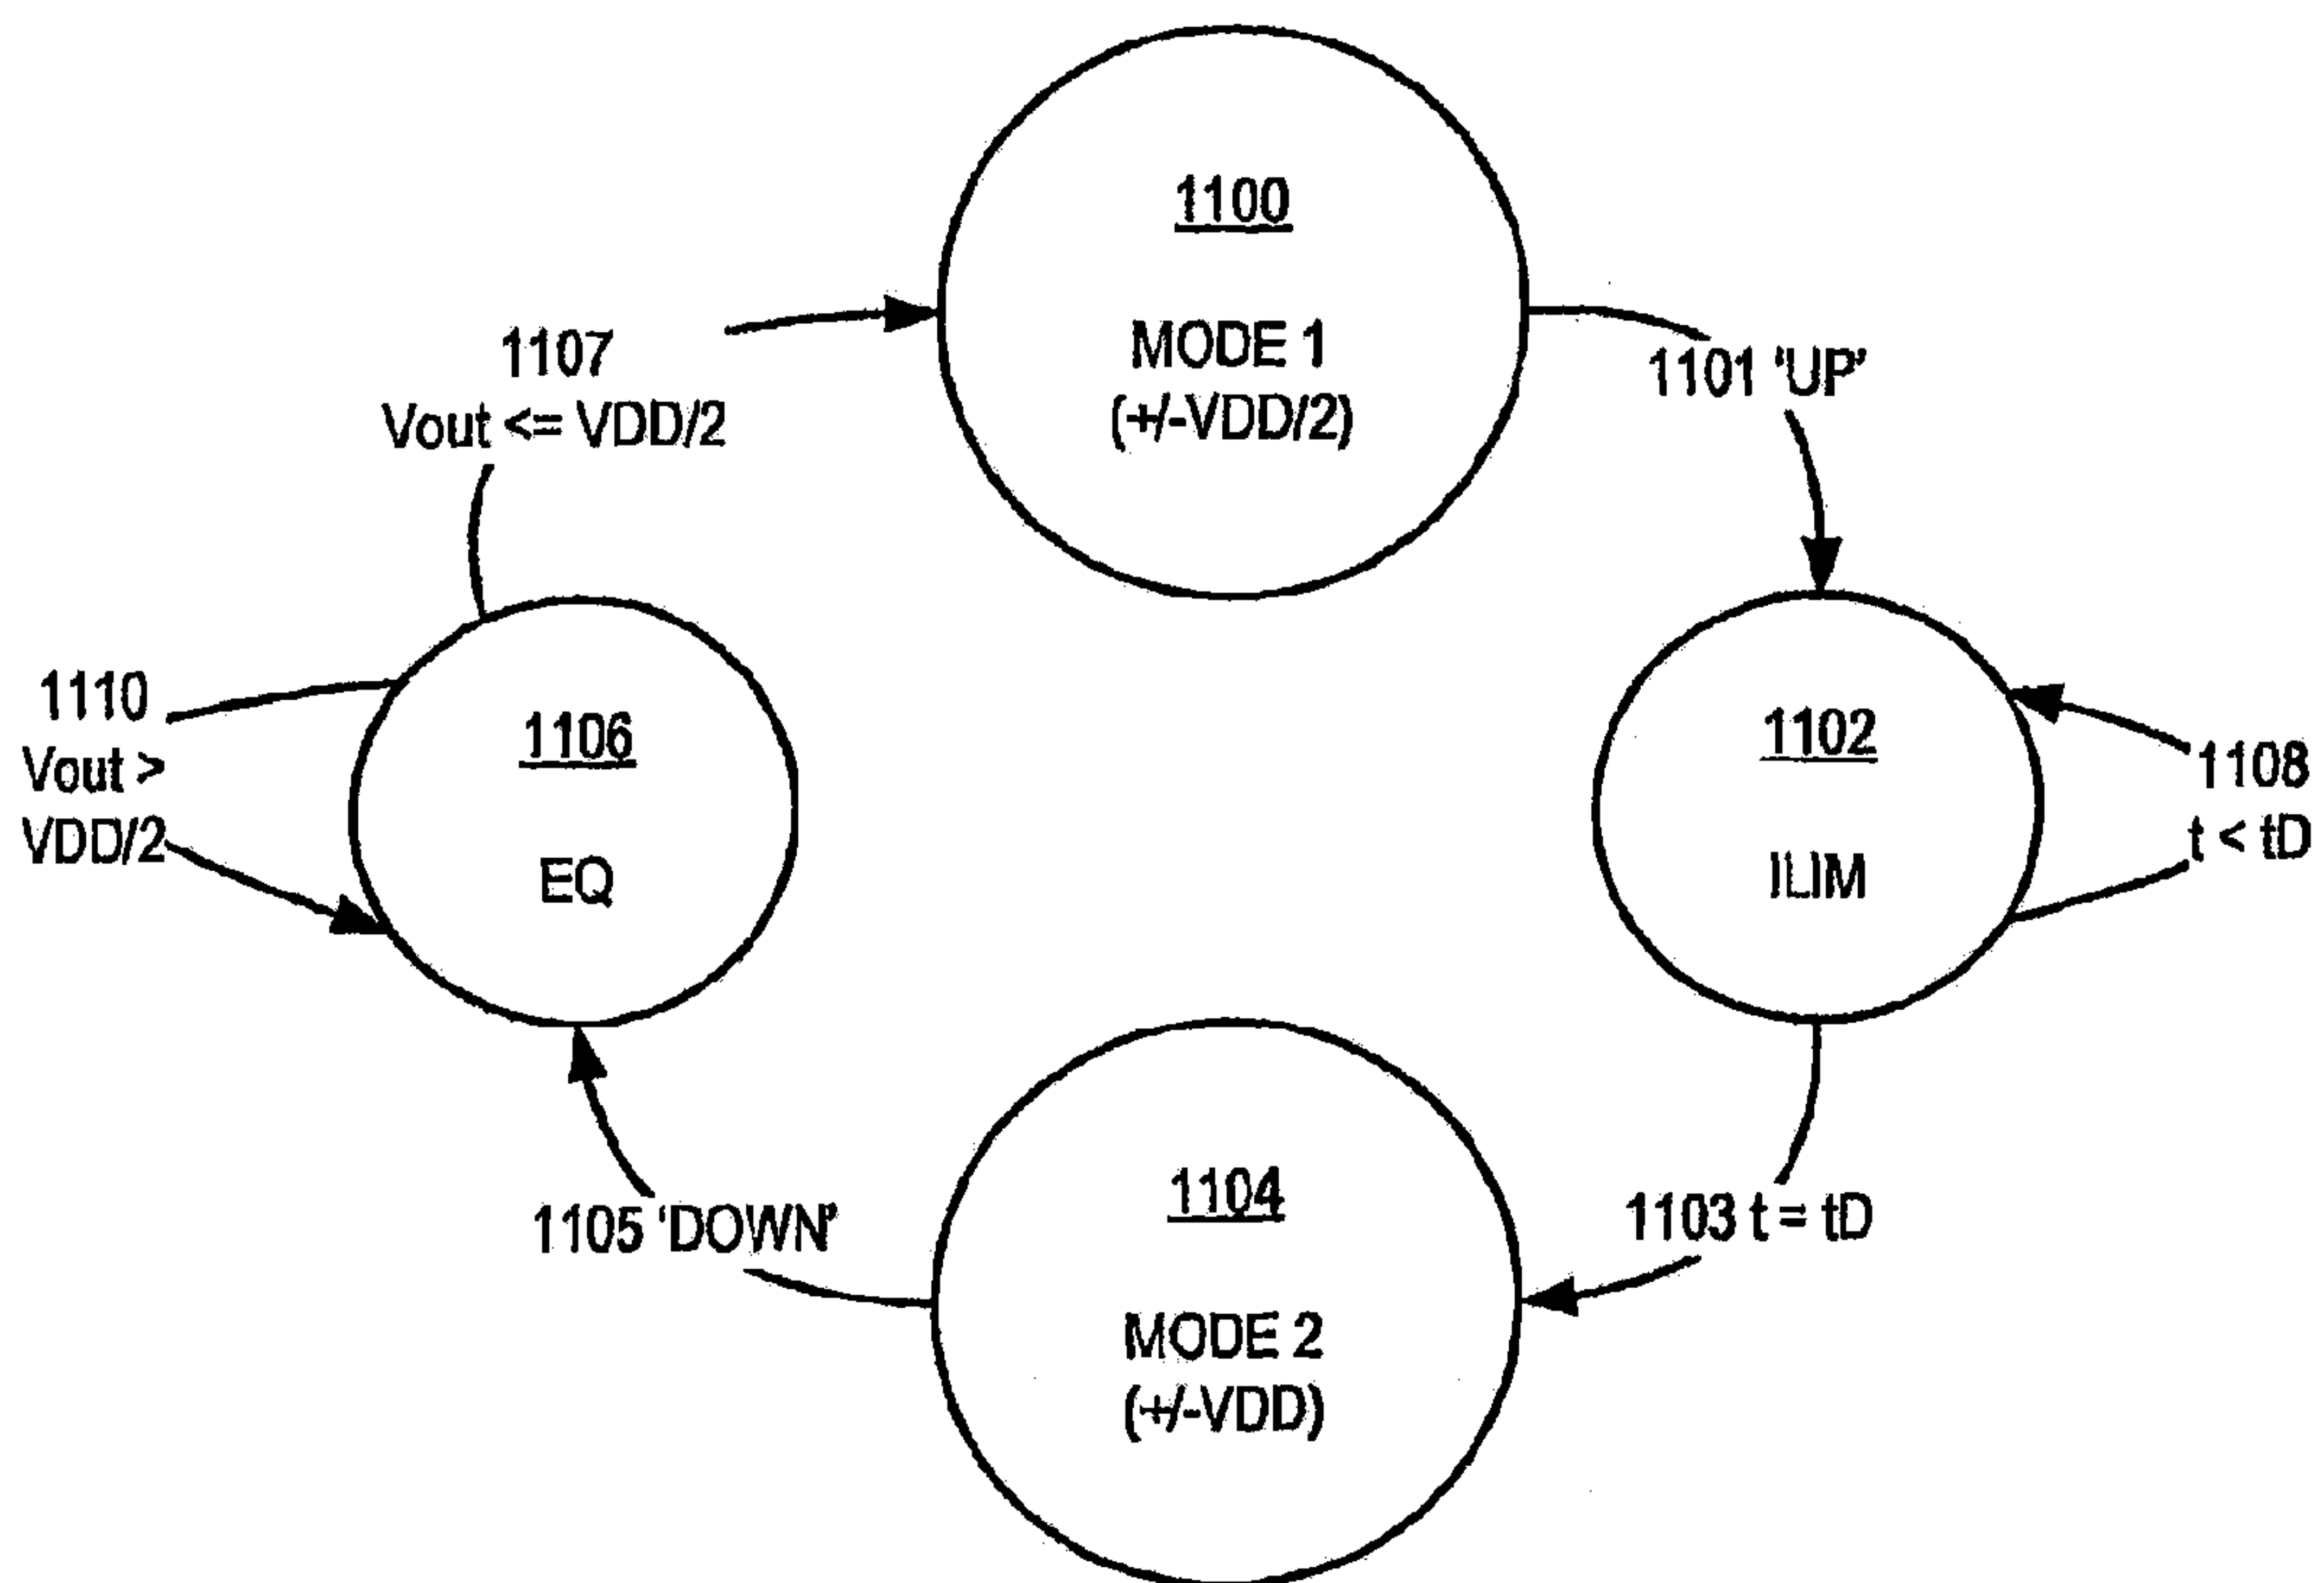 1100
MODE 1
(+/-VDD/2)
1107
Vout <= VDD/2
1101 'UP'
1110
Vout >
VDD/2
1106
EQ
1102
ILIM
1108
t < tD
1105 'DOWN'
1103 t = tD
1104
MODE 2
(+/-VDD)